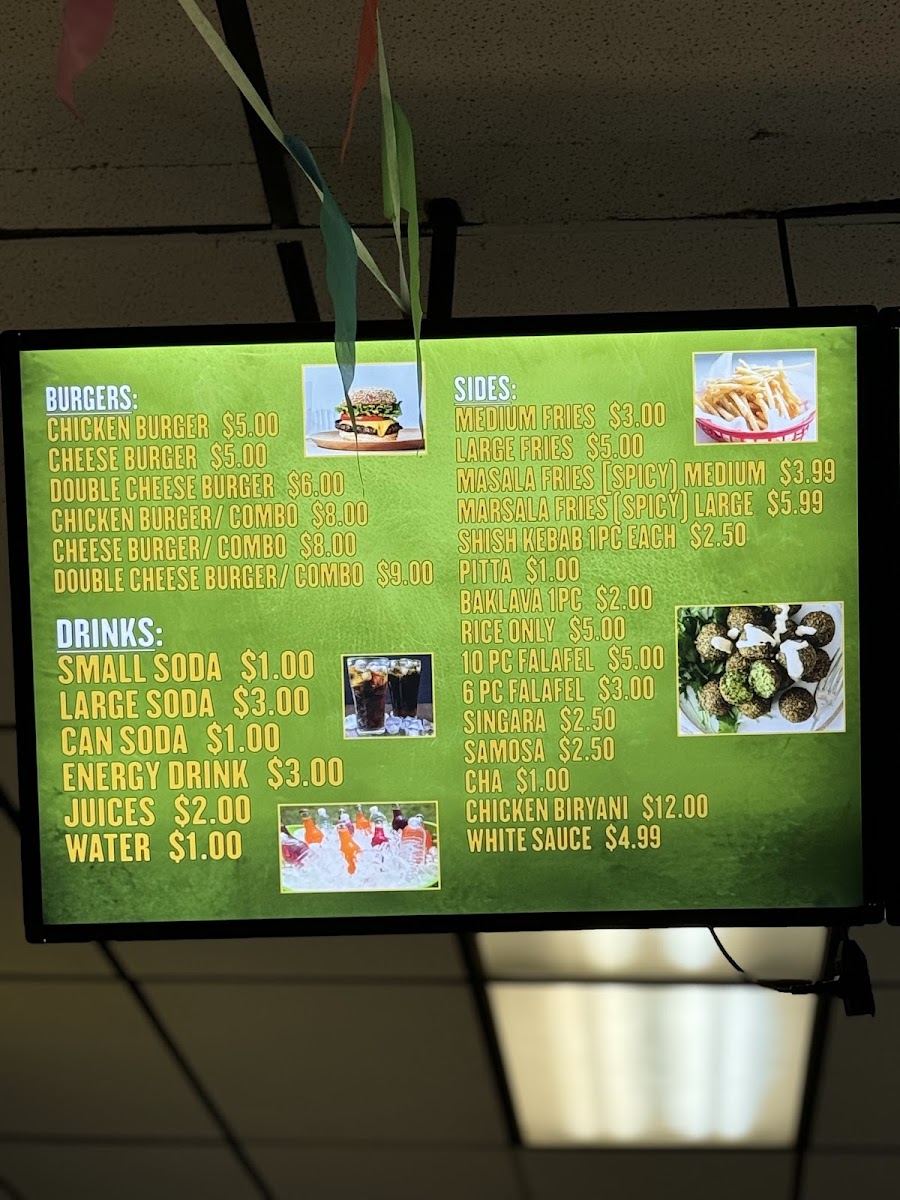 BURGERS:
CHICKEN BURGER $5.00
CHEESE BURGER $5.00
DOUBLE CHEESE BURGER $6.00
CHICKEN BURGER/ COMBO $8.00
CHEESE BURGER/ COMBO $8.00
DOUBLE CHEESE BURGER/ COMBO $9.00
DRINKS:
SMALL SODA $1.00
LARGE SODA $3.00
CAN SODA $1.00
ENERGY DRINK $3.00
JUICES $2.00
WATER $1.00
SIDES:
MEDIUM FRIES $3.00
LARGE FRIES $5.00
MASALA FRIES (SPICY) MEDIUM $3.99
MARSALA FRIES (SPICY) LARGE $5.99
SHISH KEBAB 1PC EACH $2.50
PITTA $1.00
BAKLAVA 1PC $2.00
RICE ONLY $5.00
10 PC FALAFEL $5.00
6 PC FALAFEL $3.00
SINGARA $2.50
SAMOSA $2.50
CHA $1.00
CHICKEN BIRYANI $12.00
WHITE SAUCE $4.99